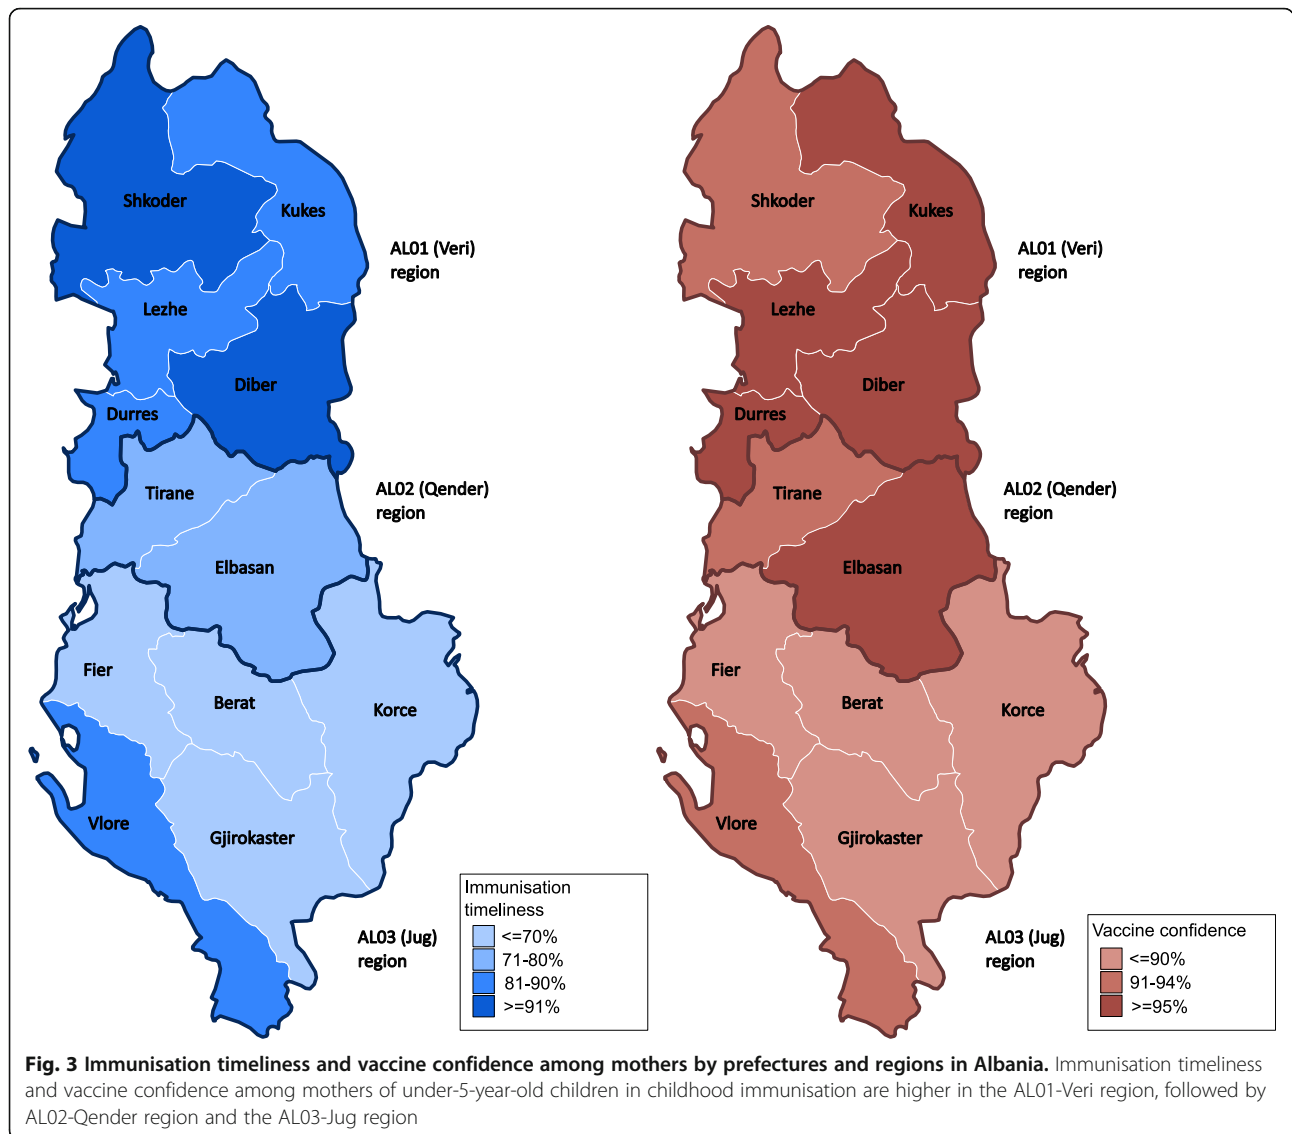 Shkoder
Kukes
AL01 (Veri)
region
Lezhe
Diber
Durres
Tirane
AL02 (Qender)
region
Elbasan
Fier
Berat
Korce
Vlore
Gjirokaster
AL03 (Jug)
region
Immunisation
timeliness
<=70%
71-80%
81-90%
>=91%
Shkoder
Kukes
AL01 (Veri)
region
Lezhe
Diber
Durres
Tirane
AL02 (Qender)
region
Elbasan
Fier
Berat
Korce
Vlore
Gjirokaster
AL03 (Jug)
region
Vaccine confidence
<=90%
91-94%
>=95%
Fig. 3 Immunisation timeliness and vaccine confidence among mothers by prefectures and regions in Albania. Immunisation timeliness
and vaccine confidence among mothers of under-5-year-old children in childhood immunisation are higher in the AL01-Veri region, followed by
AL02-Qender region and the AL03-Jug region